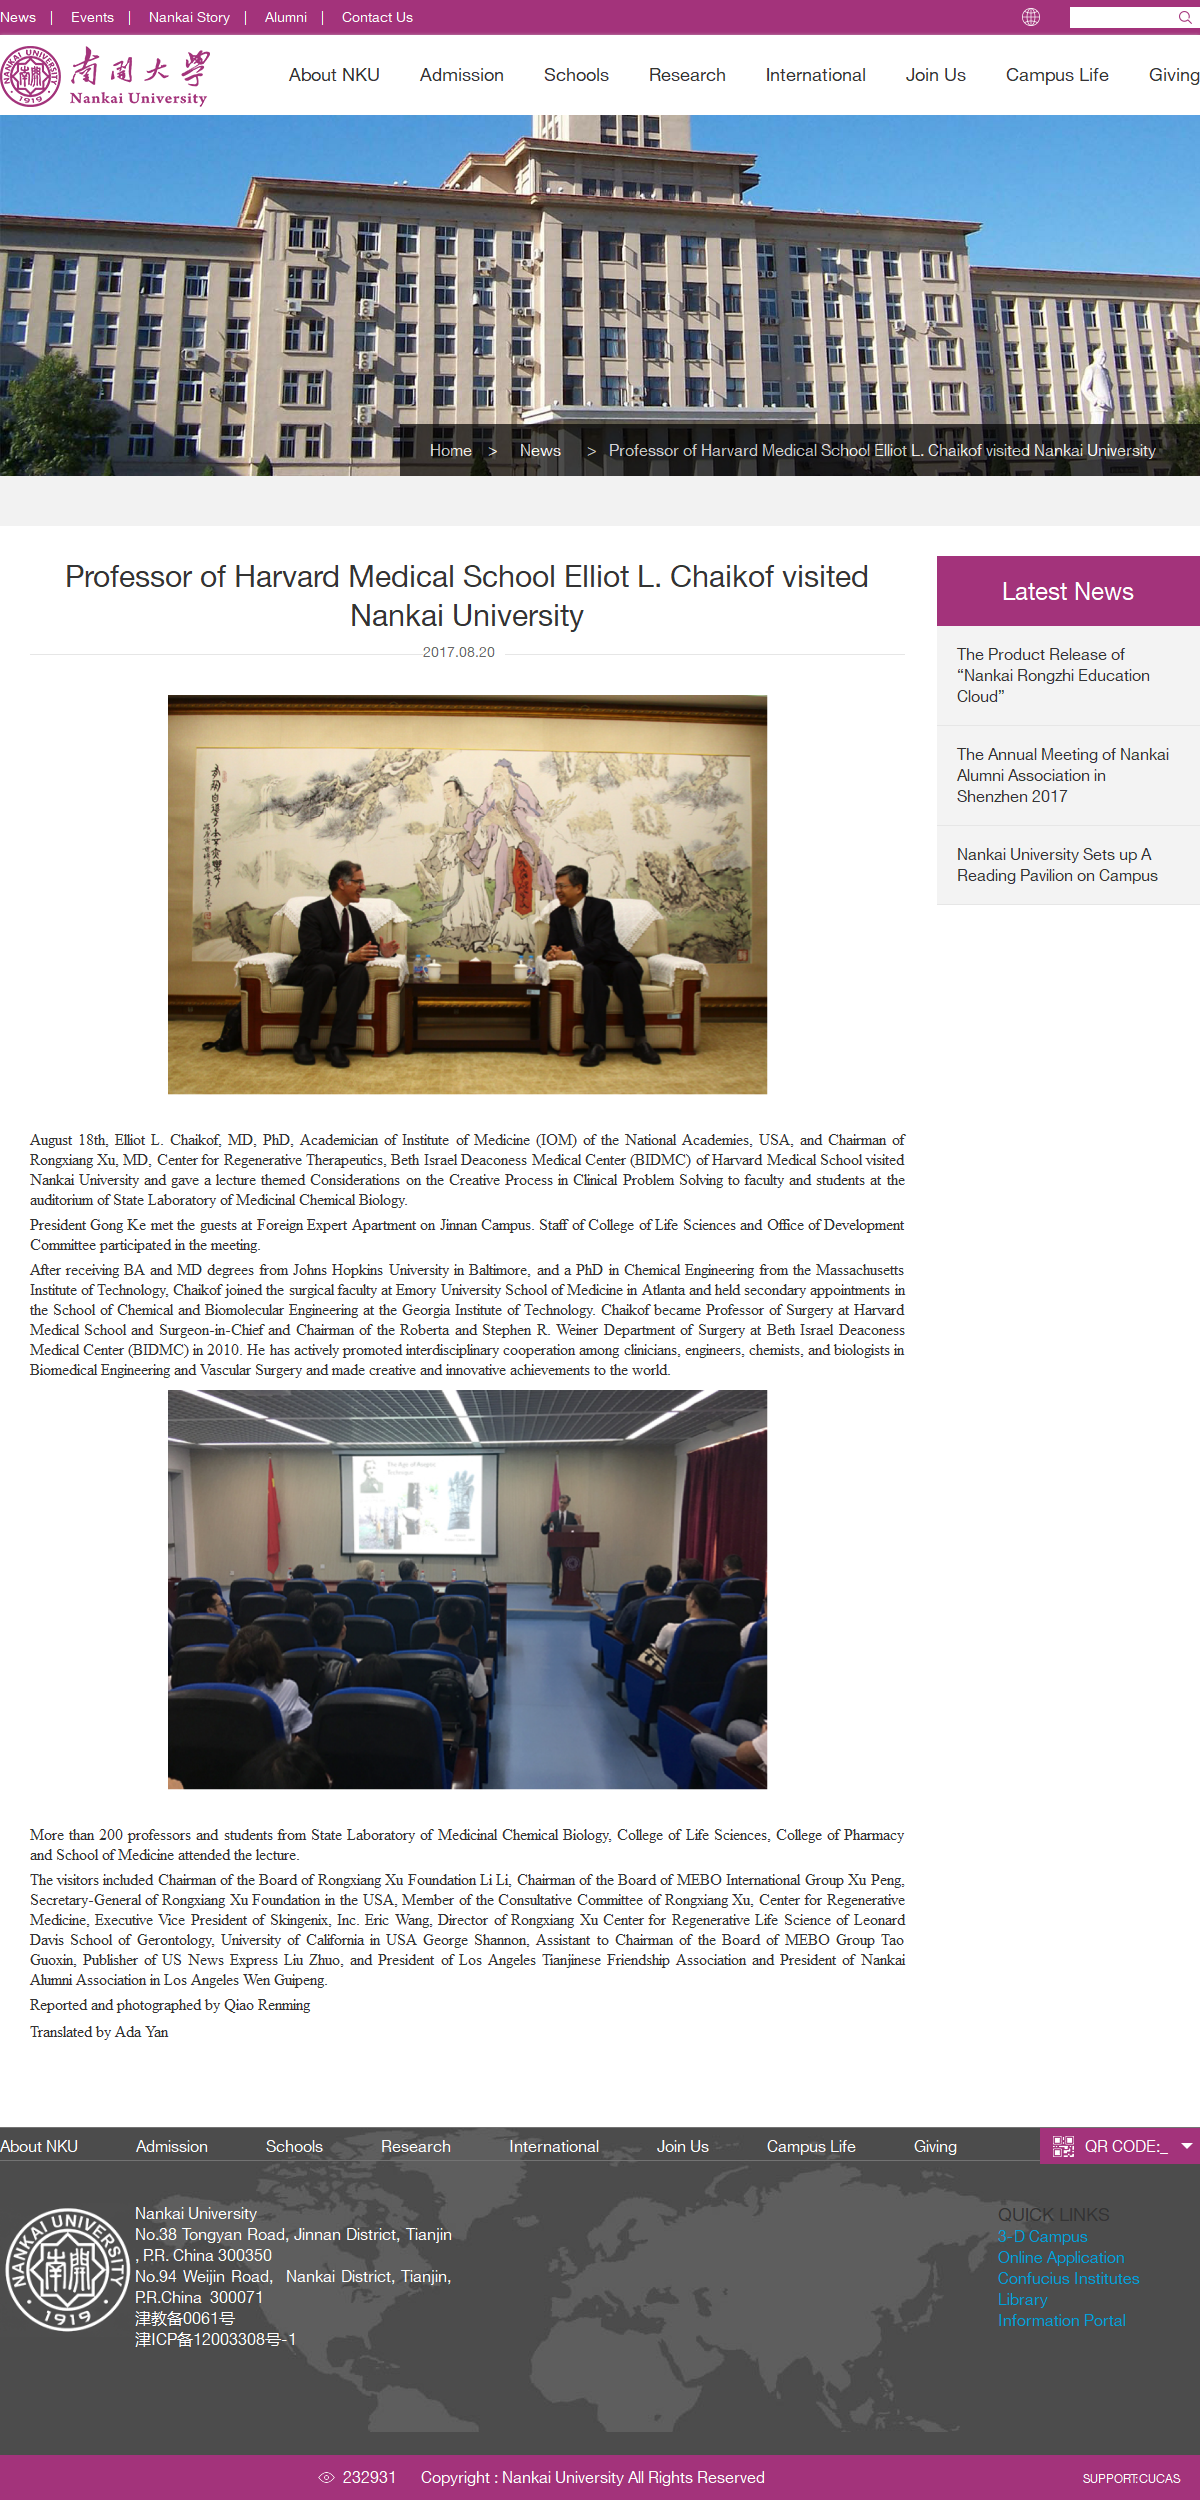 News | Events | Nankai Story | Alumni | Contact Us
NANKAI UNIVERSITY 1919 南開大學
Nankai University
About NKU Admission Schools Research International Join Us Campus Life Giving
Home > News > Professor of Harvard Medical School Elliot L. Chaikof visited Nankai University
Professor of Harvard Medical School Elliot L. Chaikof visited
Nankai University
2017.08.20
Latest News
The Product Release of
“Nankai Rongzhi Education
Cloud”
The Annual Meeting of Nankai
Alumni Association in
Shenzhen 2017
Nankai University Sets up A
Reading Pavilion on Campus
August 18th, Elliot L. Chaikof, MD, PhD, Academician of Institute of Medicine (IOM) of the National Academies, USA, and Chairman of
Rongxiang Xu, MD, Center for Regenerative Therapeutics, Beth Israel Deaconess Medical Center (BIDMC) of Harvard Medical School visited
Nankai University and gave a lecture themed Considerations on the Creative Process in Clinical Problem Solving to faculty and students at the
auditorium of State Laboratory of Medicinal Chemical Biology.
President Gong Ke met the guests at Foreign Expert Apartment on Jinnan Campus. Staff of College of Life Sciences and Office of Development
Committee participated in the meeting.
After receiving BA and MD degrees from Johns Hopkins University in Baltimore, and a PhD in Chemical Engineering from the Massachusetts
Institute of Technology, Chaikof joined the surgical faculty at Emory University School of Medicine in Atlanta and held secondary appointments in
the School of Chemical and Biomolecular Engineering at the Georgia Institute of Technology. Chaikof became Professor of Surgery at Harvard
Medical School and Surgeon-in-Chief and Chairman of the Roberta and Stephen R. Weiner Department of Surgery at Beth Israel Deaconess
Medical Center (BIDMC) in 2010. He has actively promoted interdisciplinary cooperation among clinicians, engineers, chemists, and biologists in
Biomedical Engineering and Vascular Surgery and made creative and innovative achievements to the world.
More than 200 professors and students from State Laboratory of Medicinal Chemical Biology, College of Life Sciences, College of Pharmacy
and School of Medicine attended the lecture.
The visitors included Chairman of the Board of Rongxiang Xu Foundation Li Li, Chairman of the Board of MEBO International Group Xu Peng,
Secretary-General of Rongxiang Xu Foundation in the USA, Member of the Consultative Committee of Rongxiang Xu, Center for Regenerative
Medicine, Executive Vice President of Skingenix, Inc. Eric Wang, Director of Rongxiang Xu Center for Regenerative Life Science of Leonard
Davis School of Gerontology, University of California in USA George Shannon, Assistant to Chairman of the Board of MEBO Group Tao
Guoxin, Publisher of US News Express Liu Zhuo, and President of Los Angeles Tianjinese Friendship Association and President of Nankai
Alumni Association in Los Angeles Wen Guipeng.
Reported and photographed by Qiao Renming
Translated by Ada Yan
About NKU Admission Schools Research International Join Us Campus Life Giving QR CODE:_
NANKAI UNIVERSITY 南開 · 1919 ·
Nankai University
No.38 Tongyan Road, Jinnan District, Tianjin
, P.R. China 300350
No.94 Weijin Road, Nankai District, Tianjin,
P.R.China 300071
津教备0061号
津ICP备12003308号-1
QUICK LINKS
3-D Campus
Online Application
Confucius Institutes
Library
Information Portal
232931 Copyright : Nankai University All Rights Reserved SUPPORT:CUCAS